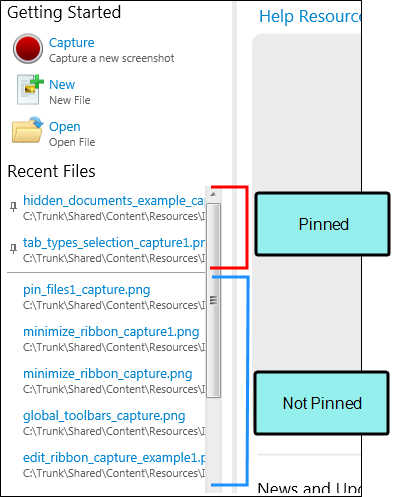 Getting Started
Help Resource
Capture
Capture a new screenshot
New
New File
Open
Open File
Recent Files
hidden_documents_example_ca
C:\Trunk\Shared\Content\Resources\I
tab_types_selection_capture1.pr
C:\Trunk\Shared\Content\Resources\I
Pinned
pin_files1_capture.png
C:\Trunk\Shared\Content\Resources\I
minimize_ribbon_capture1.png
C:\Trunk\Shared\Content\Resources\I
minimize_ribbon_capture.png
C:\Trunk\Shared\Content\Resources\I
global_toolbars_capture.png
C:\Trunk\Shared\Content\Resources\I
Not Pinned
edit_ribbon_capture_example1.p
C:\Trunk\Shared\Content\Resources\I
News and Upd